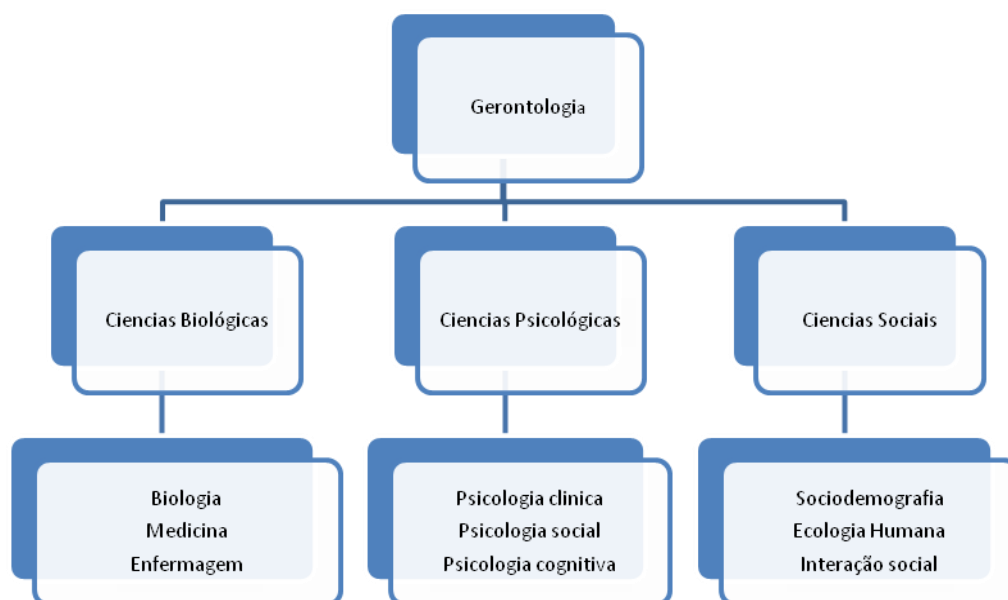 Gerontologia
Ciencias Biológicas
Ciencias Psicológicas
Ciencias Sociais
Biologia
Medicina
Enfermagem
Psicologia clinica
Psicologia social
Psicologia cognitiva
Sociodemografia
Ecologia Humana
Interação social